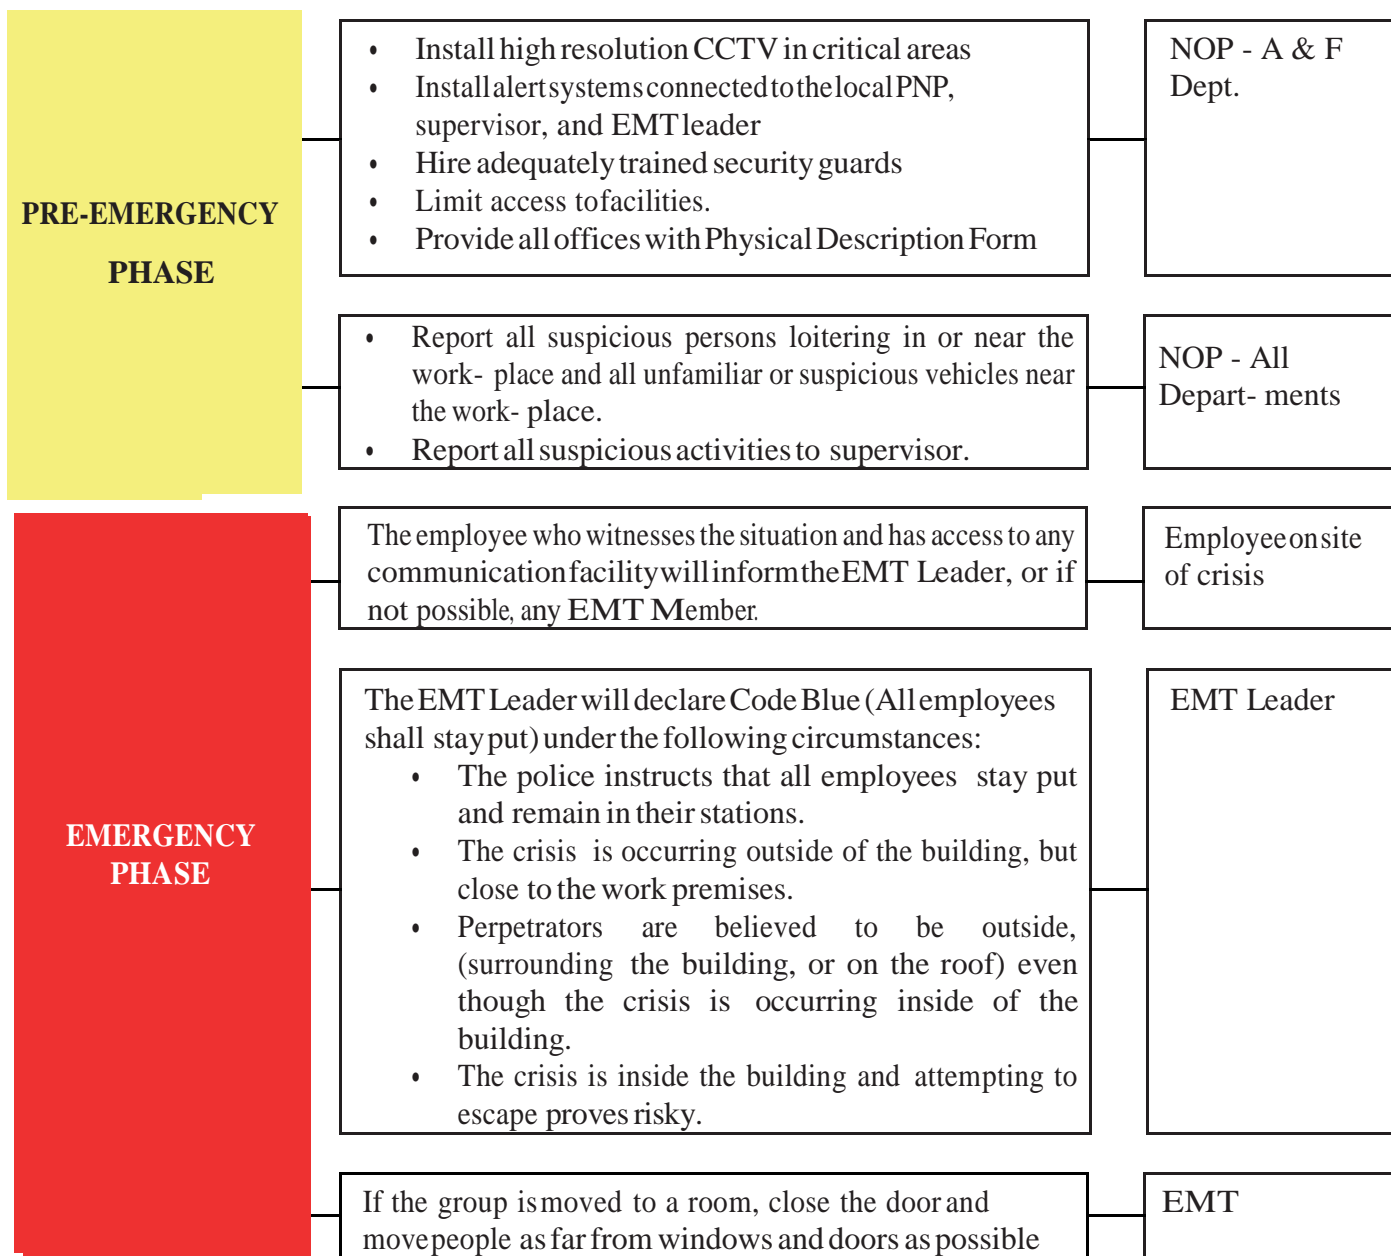 PRE-EMERGENCY
PHASE
• Install high resolution CCTV in critical areas
• Install alert systems connected to the local PNP,
supervisor, and EMT leader
• Hire adequately trained security guards
• Limit access to facilities.
• Provide all offices with Physical Description Form
NOP - A & F
Dept.
• Report all suspicious persons loitering in or near the
work- place and all unfamiliar or suspicious vehicles near
the work- place.
• Report all suspicious activities to supervisor.
NOP - All
Depart- ments
EMERGENCY
PHASE
The employee who witnesses the situation and has access to any
communication facility will inform the EMT Leader, or if
not possible, any EMT Member.
Employee on site
of crisis
The EMT Leader will declare Code Blue (All employees
shall stay put) under the following circumstances:
• The police instructs that all employees stay put
and remain in their stations.
• The crisis is occurring outside of the building, but
close to the work premises.
• Perpetrators are believed to be outside,
(surrounding the building, or on the roof) even
though the crisis is occurring inside of the
building.
• The crisis is inside the building and attempting to
escape proves risky.
EMT Leader
If the group is moved to a room, close the door and
move people as far from windows and doors as possible
EMT